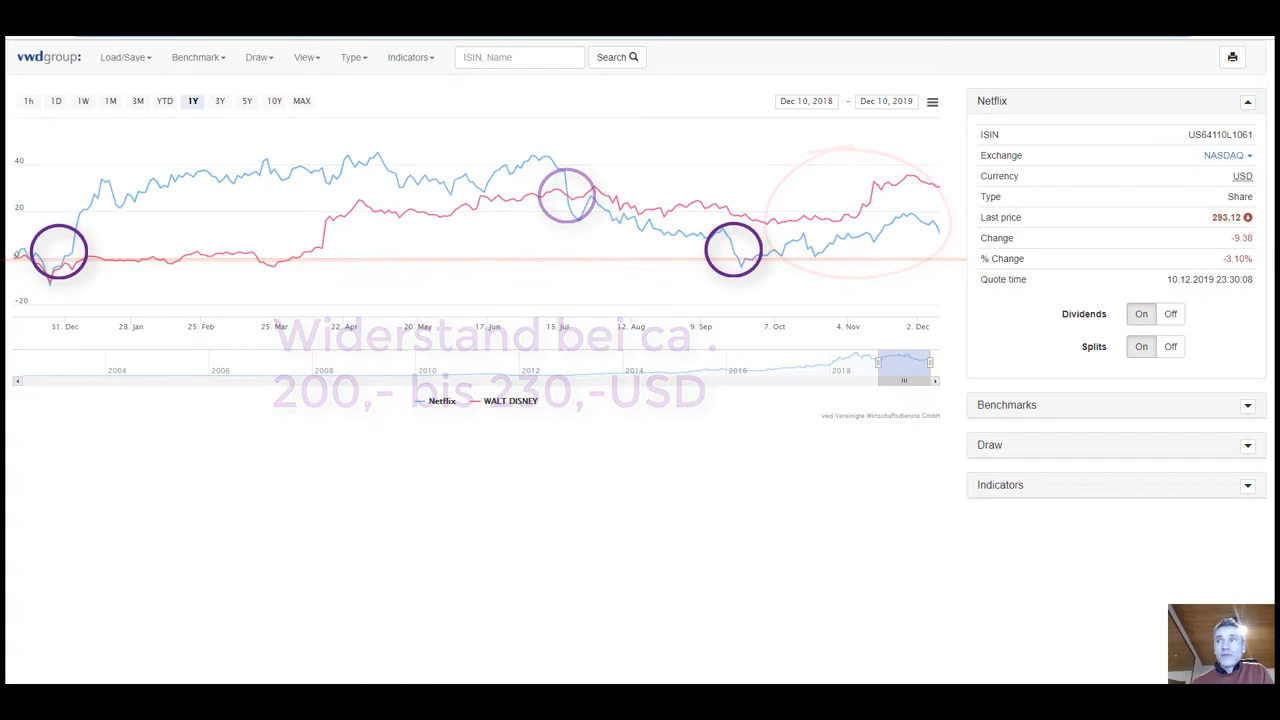 vwdgroup: Load/Save Benchmark Draw View Type Indicators ISIN, Name Search
1h 1D 1W 1M 3M YTD 1Y 3Y 5Y 10Y MAX Dec 10, 2018 - Dec 10, 2019
40
20
0
-20
31. Dec 28. Jan 25. Feb 25. Mar 22. Apr 20. May 17. Jun 15. Jul 12. Aug 9. Sep 7. Oct 4. Nov 2. Dec
Widerstand bei ca .
200,- bis 230,-USD
2004 2006 2008 2010 2012 2014 2016 2018
Netflix WALT DISNEY
vwd Vereinigte Wirtschaftsdienste GmbH
Netflix
ISIN US64110L1061
Exchange NASDAQ
Currency USD
Type Share
Last price 293.12
Change -9.38
% Change -3.10%
Quote time 10.12.2019 23:30:08
Dividends On Off
Splits On Off
Benchmarks
Draw
Indicators